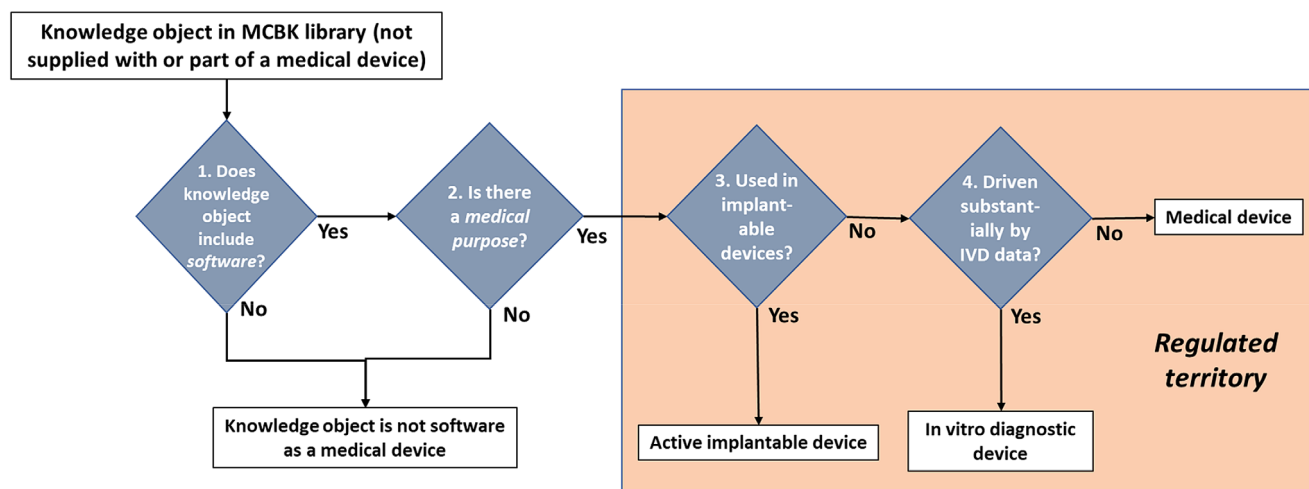 Knowledge object in MCBK library (not
supplied with or part of a medical device)
1. Does
knowledge
object
include
software?
Yes
No
2. Is there
a medical
purpose?
Yes
No
3. Used in
implant-
able
devices?
No
Yes
4. Driven
substant-
ially by
IVD data?
No
Yes
Medical device
Regulated
territory
Knowledge object is not software
as a medical device
Active implantable device
In vitro diagnostic
device